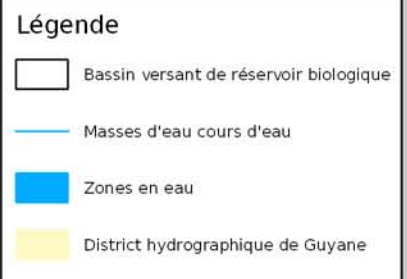 Légende
Bassin versant de réservoir biologique
Masses d'eau cours d'eau
Zones en eau
District hydrographique de Guyane